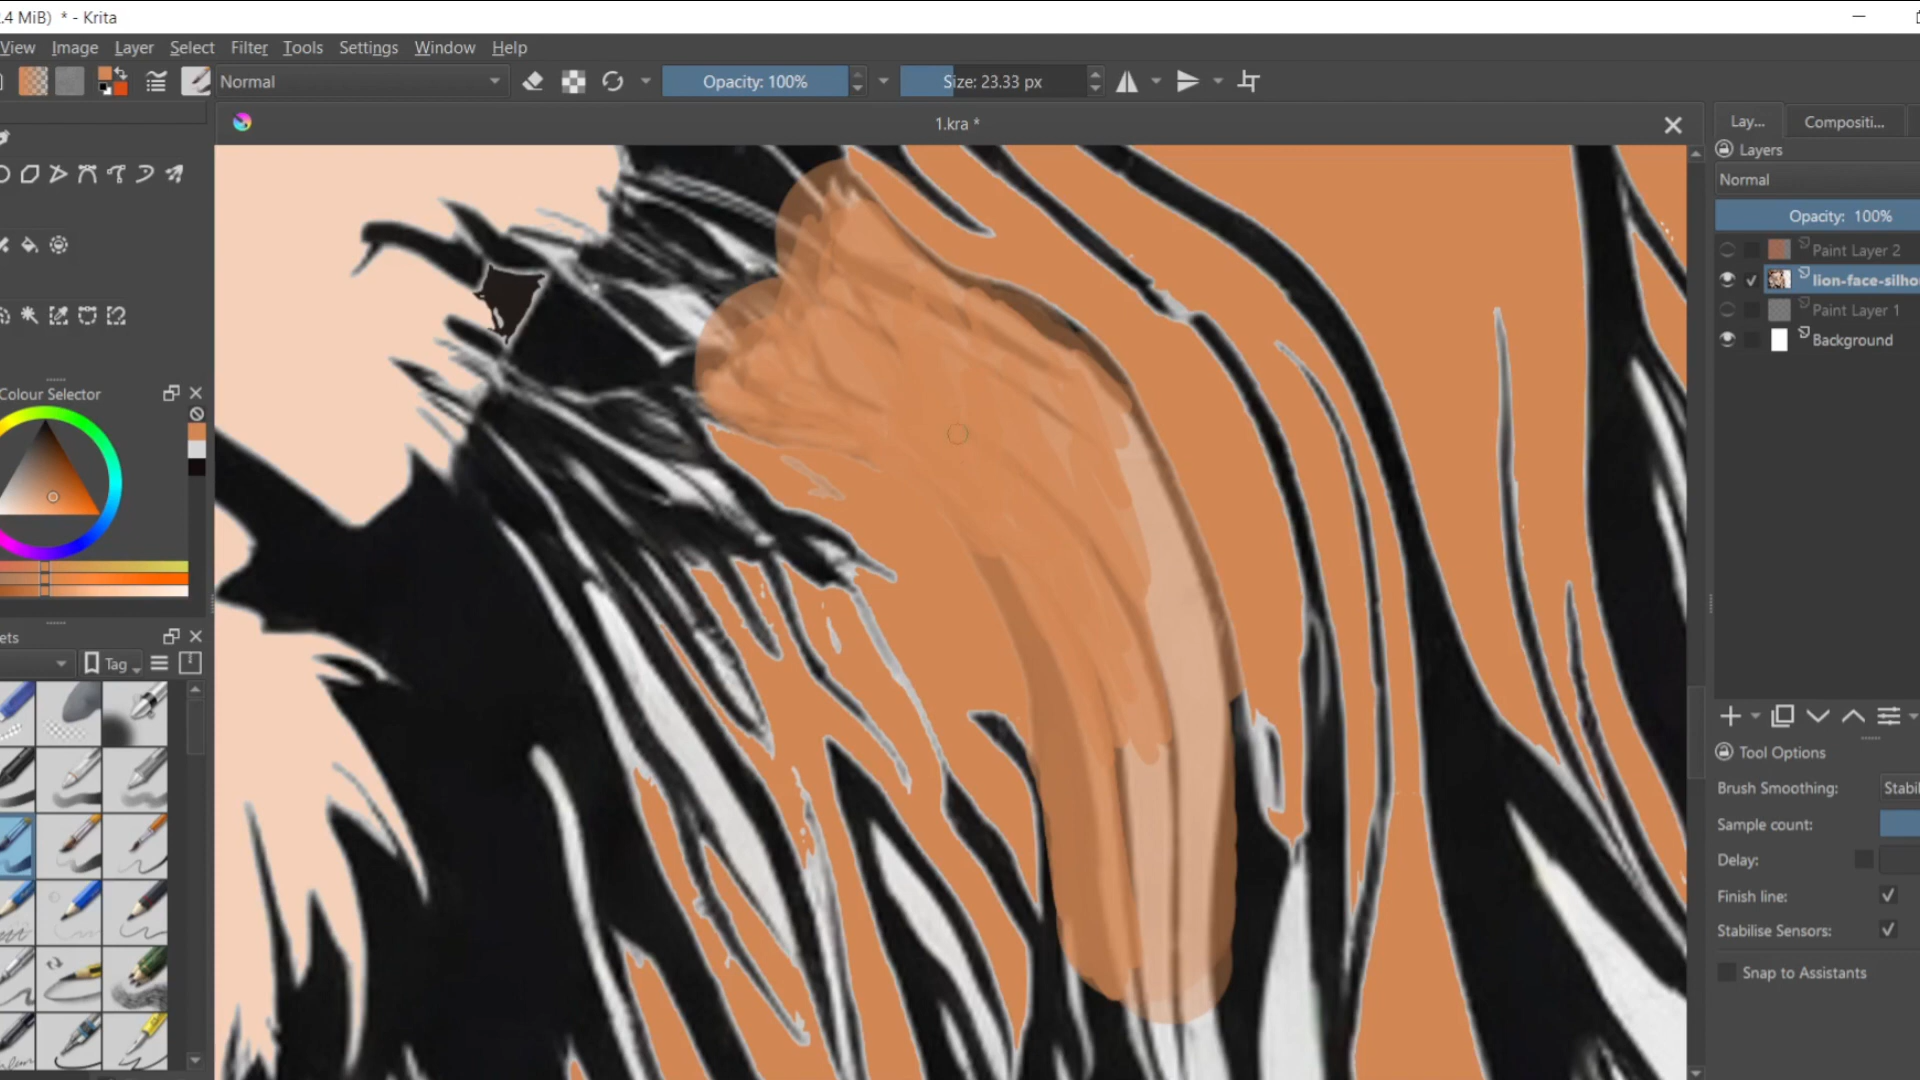 .4 MiB) * - Krita
View Image Layer Select Filter Tools Settings Window Help
Normal
Opacity: 100%
Size: 23.33 px
1.kra *
Lay...
Compositi...
Layers
Normal
Opacity: 100%
Paint Layer 2
lion-face-silho
Paint Layer 1
Background
Colour Selector
ets
Tag
Tool Options
Brush Smoothing: Stabil
Sample count:
Delay:
Finish line:
Stabilise Sensors:
Snap to Assistants